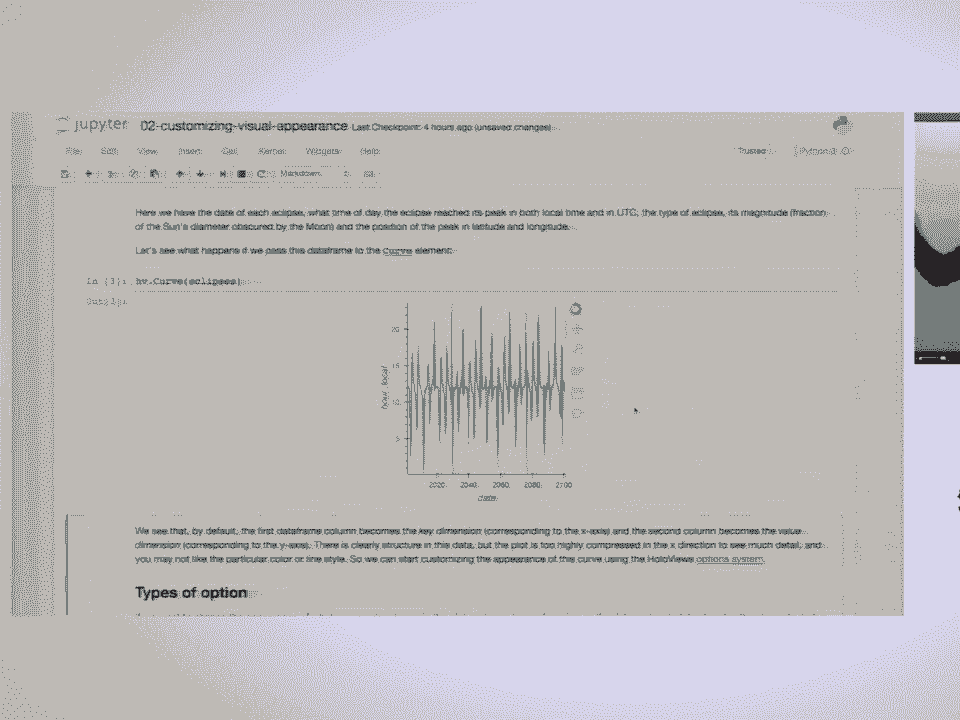 jupyter 02-customizing-visual-appearance Last Checkpoint: 4 hours ago (unsaved changes)
File Edit View Insert Cell Kernel Widgets Help Trusted Python 3
Markdown
Here we have the date of each eclipse, what time of day the eclipse reached its peak in both local time and in UTC, the type of eclipse, its magnitude (fraction
of the Sun's diameter obscured by the Moon) and the position of the peak in latitude and longitude.
Let's see what happens if we pass this dataframe to the Curve element:
In [3]: hv.Curve(eclipses)
Out[3]:
20
15
10
5
hour_local
2020 2040 2060 2080 2100
date
We see that, by default, the first dataframe column becomes the key dimension (corresponding to the x-axis) and the second column becomes the value
dimension (corresponding to the y-axis). There is clearly structure in this data, but the plot is too highly compressed in the x direction to see much detail, and
you may not like the particular color or line style. So we can start customizing the appearance of this curve using the HoloViews options system.
Types of option